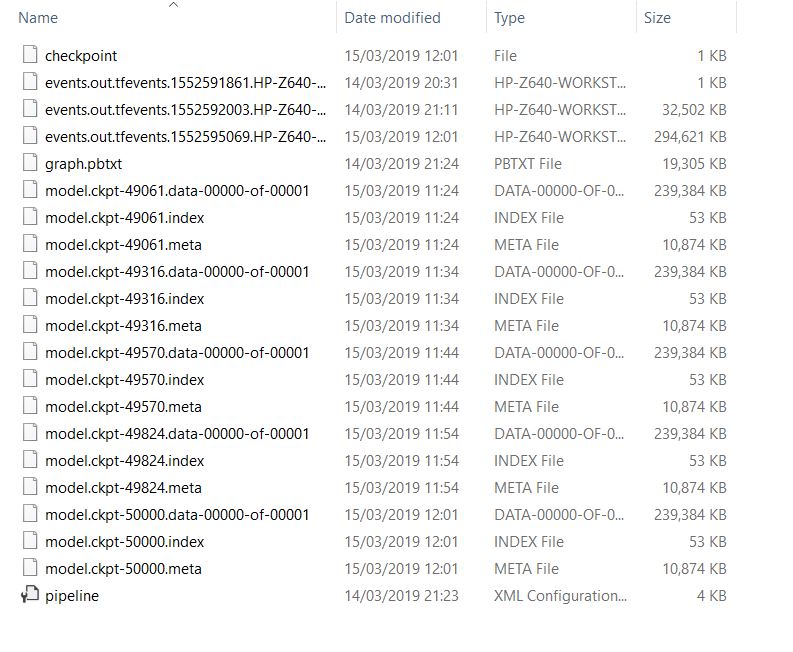 Name Date modified Type Size
checkpoint 15/03/2019 12:01 File 1 KB
events.out.tfevents.1552591861.HP-Z640-... 14/03/2019 20:31 HP-Z640-WORKST... 1 KB
events.out.tfevents.1552592003.HP-Z640-... 14/03/2019 21:11 HP-Z640-WORKST... 32,502 KB
events.out.tfevents.1552595069.HP-Z640-... 15/03/2019 12:01 HP-Z640-WORKST... 294,621 KB
graph.pbtxt 14/03/2019 21:24 PBTXT File 19,305 KB
model.ckpt-49061.data-00000-of-00001 15/03/2019 11:24 DATA-00000-OF-0... 239,384 KB
model.ckpt-49061.index 15/03/2019 11:24 INDEX File 53 KB
model.ckpt-49061.meta 15/03/2019 11:24 META File 10,874 KB
model.ckpt-49316.data-00000-of-00001 15/03/2019 11:34 DATA-00000-OF-0... 239,384 KB
model.ckpt-49316.index 15/03/2019 11:34 INDEX File 53 KB
model.ckpt-49316.meta 15/03/2019 11:34 META File 10,874 KB
model.ckpt-49570.data-00000-of-00001 15/03/2019 11:44 DATA-00000-OF-0... 239,384 KB
model.ckpt-49570.index 15/03/2019 11:44 INDEX File 53 KB
model.ckpt-49570.meta 15/03/2019 11:44 META File 10,874 KB
model.ckpt-49824.data-00000-of-00001 15/03/2019 11:54 DATA-00000-OF-0... 239,384 KB
model.ckpt-49824.index 15/03/2019 11:54 INDEX File 53 KB
model.ckpt-49824.meta 15/03/2019 11:54 META File 10,874 KB
model.ckpt-50000.data-00000-of-00001 15/03/2019 12:01 DATA-00000-OF-0... 239,384 KB
model.ckpt-50000.index 15/03/2019 12:01 INDEX File 53 KB
model.ckpt-50000.meta 15/03/2019 12:01 META File 10,874 KB
pipeline 14/03/2019 21:23 XML Configuration... 4 KB